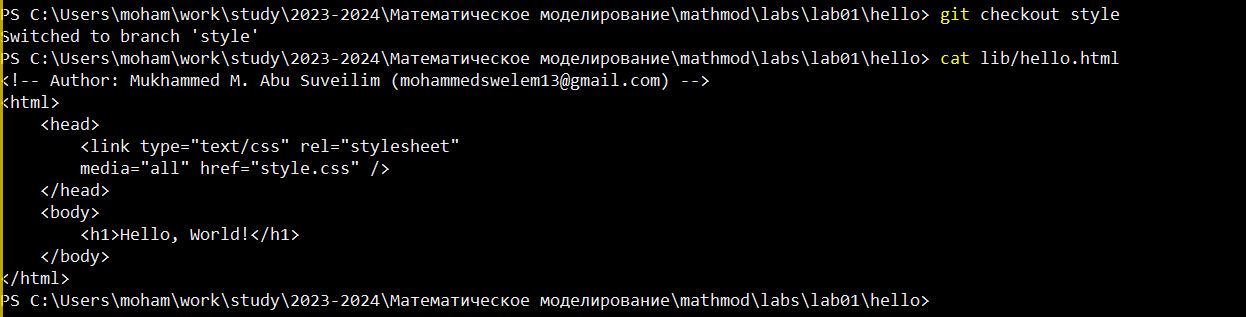 PS C:\Users\moham\work\study\2023-2024\Математическое моделирование\mathmod\labs\lab01\hello> git checkout style
Switched to branch 'style'
PS C:\Users\moham\work\study\2023-2024\Математическое моделирование\mathmod\labs\lab01\hello> cat lib/hello.html
<!-- Author: Mukhammed M. Abu Suveilim (mohammedswelem13@gmail.com) -->
<html>
    <head>
        <link type="text/css" rel="stylesheet"
        media="all" href="style.css" />
    </head>
    <body>
        <h1>Hello, World!</h1>
    </body>
</html>
PS C:\Users\moham\work\study\2023-2024\Математическое моделирование\mathmod\labs\lab01\hello>